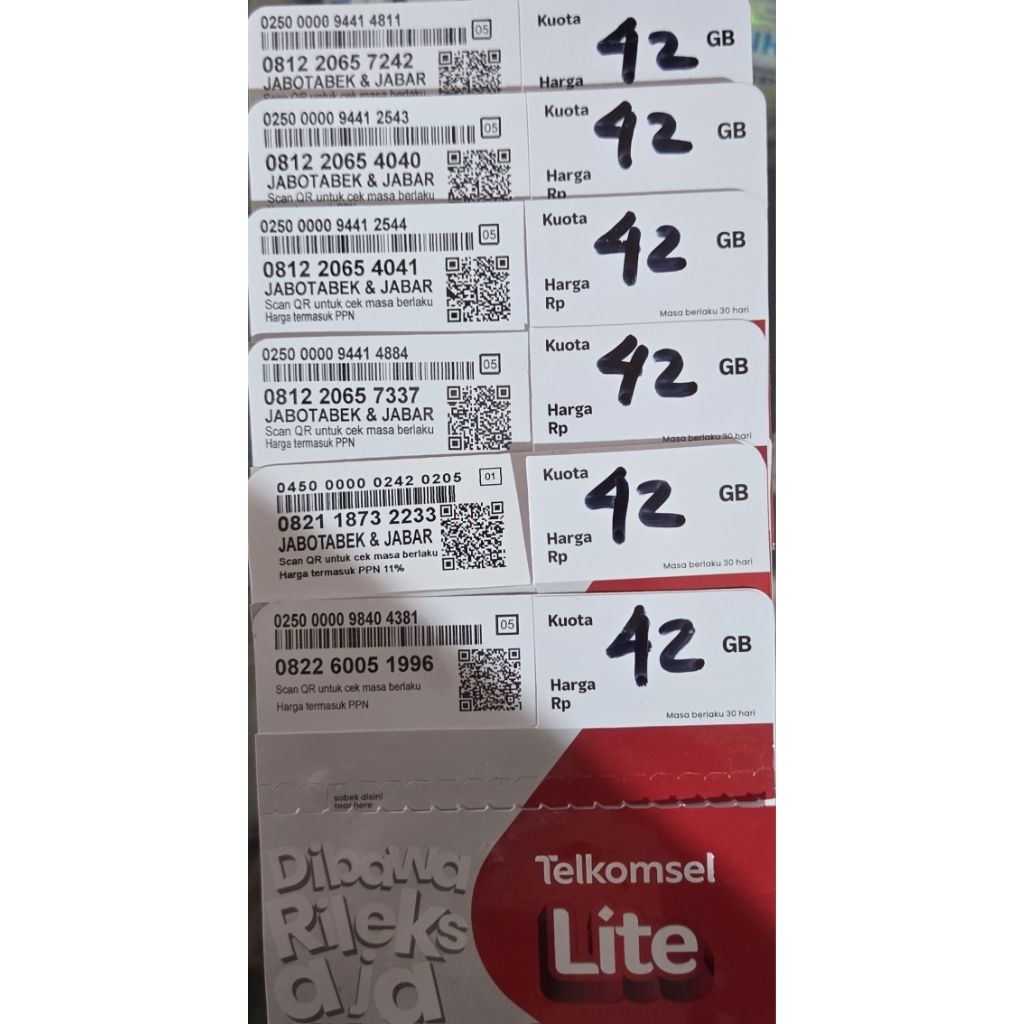 0250 0000 9441 4811
05
0812 2065 7242
JABOTABEK & JABAR
Scan QR untuk cek masa berlaku
Kuota 42 GB
Harga
0250 0000 9441 2543
05
0812 2065 4040
JABOTABEK & JABAR
Scan QR untuk cek masa berlaku
Kuota 42 GB
Harga
Rp
0250 0000 9441 2544
05
0812 2065 4041
JABOTABEK & JABAR
Scan QR untuk cek masa berlaku
Harga termasuk PPN
Kuota 42 GB
Harga
Rp
Masa berlaku 30 hari
0250 0000 9441 4884
05
0812 2065 7337
JABOTABEK & JABAR
Scan QR untuk cek masa berlaku
Harga termasuk PPN
Kuota 42 GB
Harga
Rp
Masa berlaku 30 hari
0450 0000 0242 0205
01
0821 1873 2233
JABOTABEK & JABAR
Scan QR untuk cek masa berlaku
Harga termasuk PPN 11%
Kuota 42 GB
Harga
Rp
Masa berlaku 30 hari
0250 0000 9840 4381
05
0822 6005 1996
Scan QR untuk cek masa berlaku
Harga termasuk PPN
Kuota 42 GB
Harga
Rp
Masa berlaku 30 hari
sobek disini
tear here
Dibawa
Rileks
aja
Telkomsel
Lite